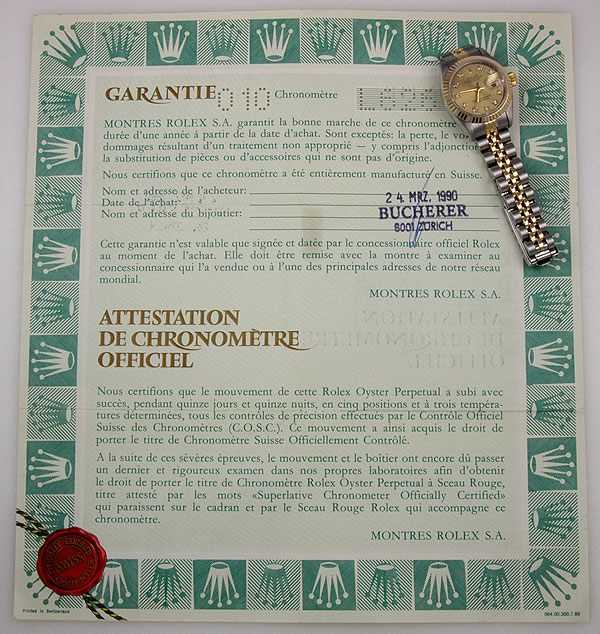 GARANTIE 010 Chronomètre L628
MONTRES ROLEX S.A. garantit la bonne marche de ce chronomètre
durée d'une année à partir de la date d'achat. Sont exceptés: la perte, le vo
dommages résultant d'un traitement non approprié – y compris l'adjonct
la substitution de pièces ou d'accessoires qui ne sont pas d'origine.
Nous certifions que ce chronomètre a été entièrement manufacturé en Suisse.
Nom et adresse de l'acheteur:
Date de l'achat:
Nom et adresse du bijoutier:
24. MRZ. 1990
BUCHERER
8001 ZÜRICH
Cette garantie n'est valable que signée et datée par le concessionnaire officiel Rolex
au moment de l'achat. Elle doit être remise avec la montre à examiner au
concessionnaire qui l'a vendue ou à l'une des principales adresses de notre réseau
mondial.
MONTRES ROLEX S.A.
ATTESTATION
DE CHRONOMÈTRE
OFFICIEL
Nous certifions que le mouvement de cette Rolex Oyster Perpetual a subi avec
succès, pendant quinze jours et quinze nuits, en cinq positions et à trois tempéra-
tures déterminées, tous les contrôles de précision effectués par le Contrôle Officiel
Suisse des Chronomètres (C.O.S.C.). Ce mouvement a ainsi acquis le droit de
porter le titre de Chronomètre Suisse Officiellement Contrôlé.
A la suite de ces sévères épreuves, le mouvement et le boîtier ont encore dû passer
un dernier et rigoureux examen dans nos propres laboratoires afin d'obtenir
le droit de porter le titre de Chronomètre Rolex Oyster Perpetual à Sceau Rouge,
titre attesté par les mots «Superlative Chronometer Officially Certified»
qui paraissent sur le cadran et par le Sceau Rouge Rolex qui accompagne ce
chronomètre.
MONTRES ROLEX S.A.
SWISS
Printed in Switzerland
564.00.300.7.89